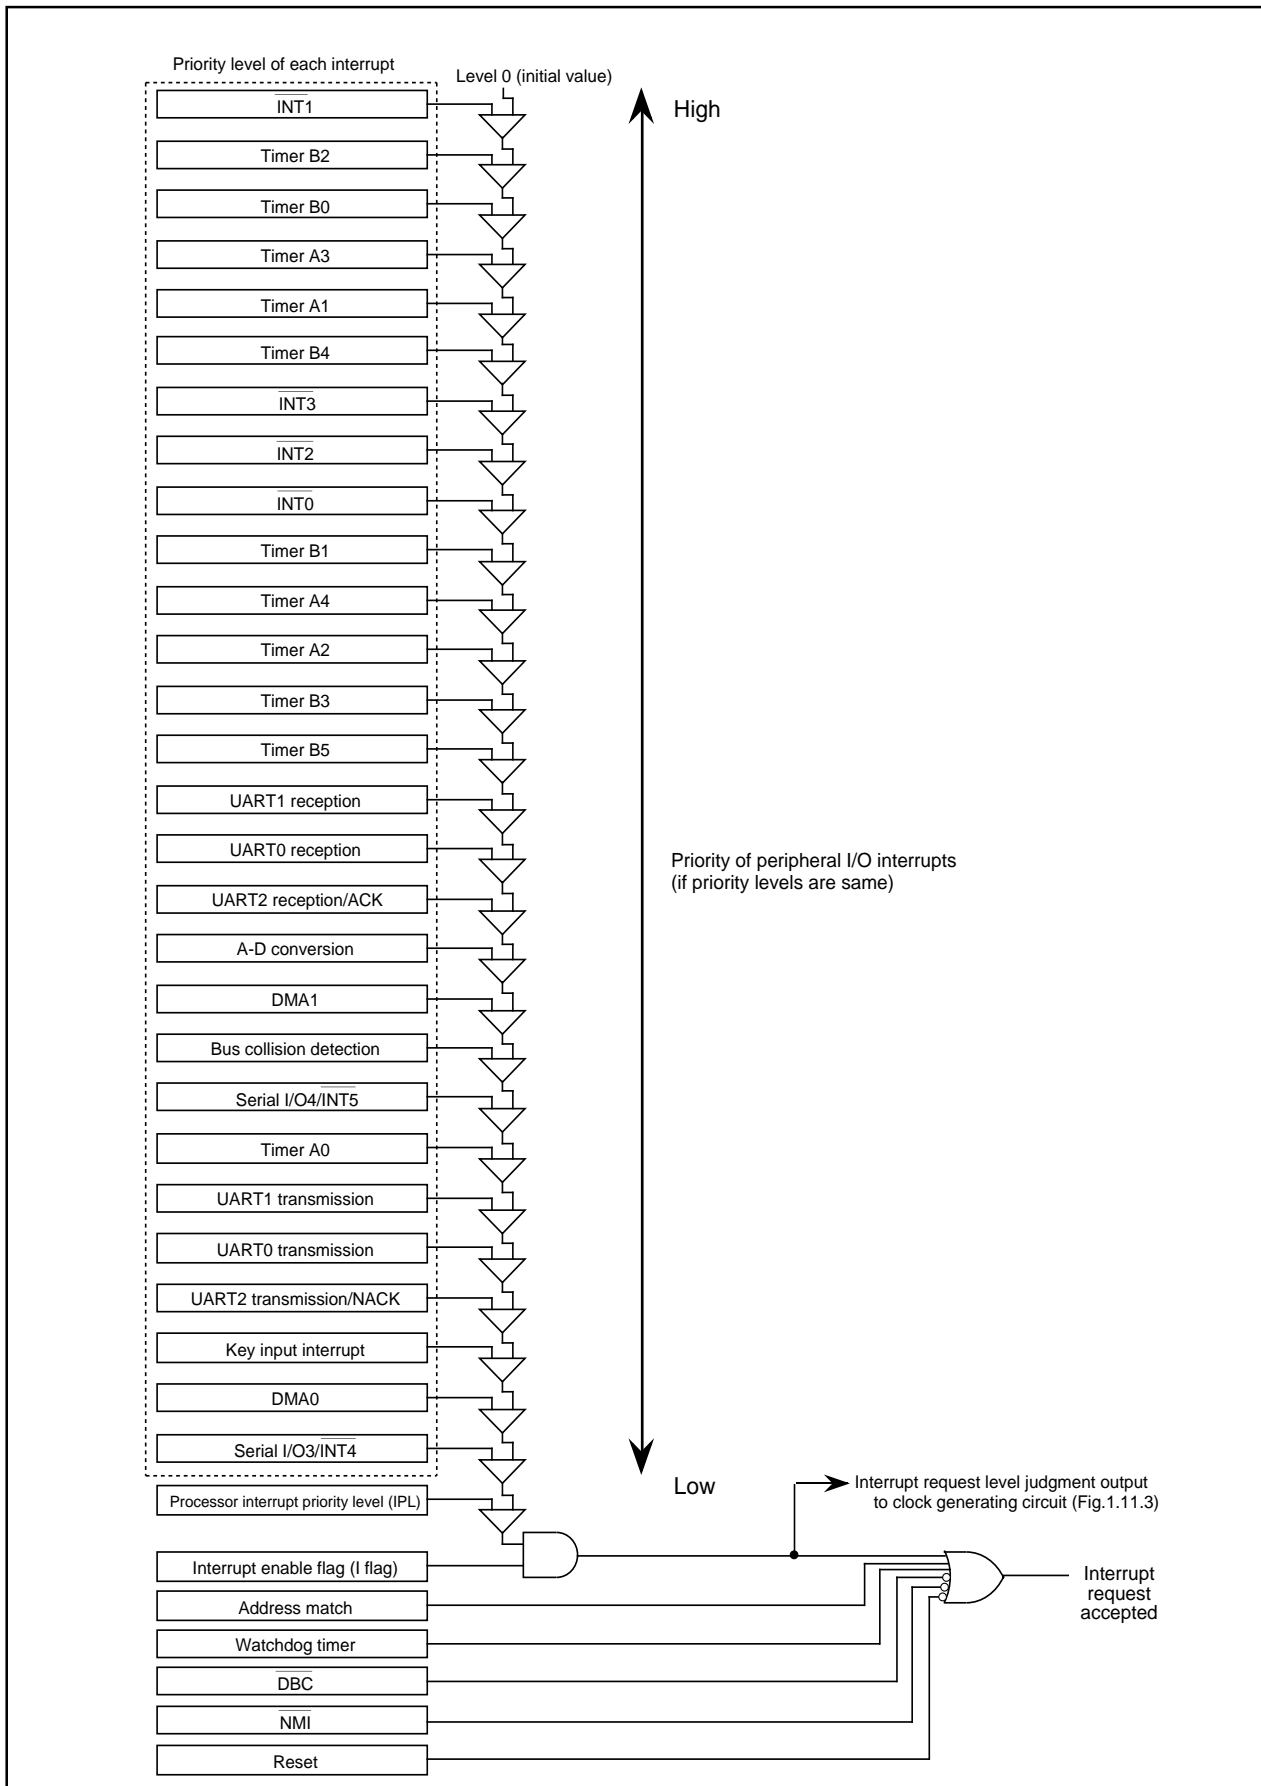 Priority level of each interrupt
Level 0 (initial value)
INT1
High
Timer B2
Timer B0
Timer A3
Timer A1
Timer B4
INT3
INT2
INT0
Timer B1
Timer A4
Timer A2
Timer B3
Timer B5
UART1 reception
UART0 reception
Priority of peripheral I/O interrupts
(if priority levels are same)
UART2 reception/ACK
A-D conversion
DMA1
Bus collision detection
Serial I/O4/INT5
Timer A0
UART1 transmission
UART0 transmission
UART2 transmission/NACK
Key input interrupt
DMA0
Serial I/O3/INT4
Low
Interrupt request level judgment output
to clock generating circuit (Fig.1.11.3)
Processor interrupt priority level (IPL)
Interrupt enable flag (I flag)
Interrupt
request
accepted
Address match
Watchdog timer
DBC
NMI
Reset